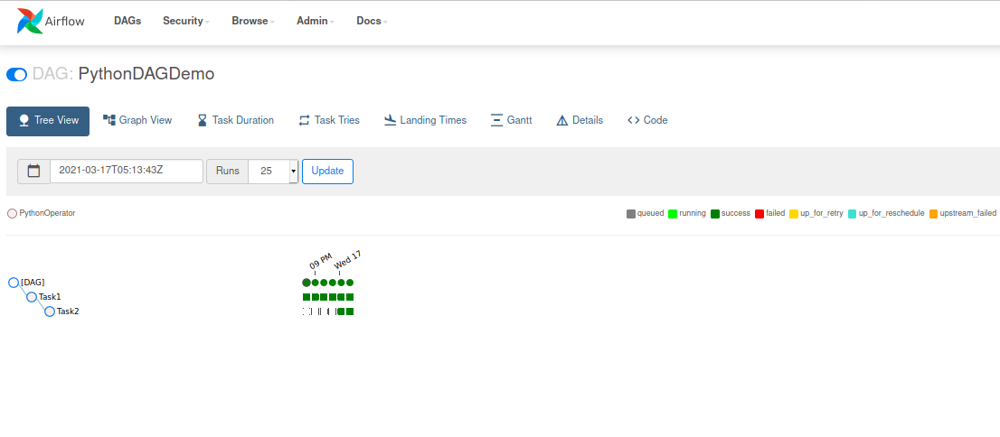 Airflow DAGs Security Browse Admin Docs
DAG: PythonDAGDemo
Tree View Graph View Task Duration Task Tries Landing Times Gantt Details <> Code
2021-03-17T05:13:43Z Runs 25 Update
PythonOperator queued running success failed up_for_retry up_for_reschedule upstream_failed
09 PM Wed 17
[DAG]
Task1
Task2